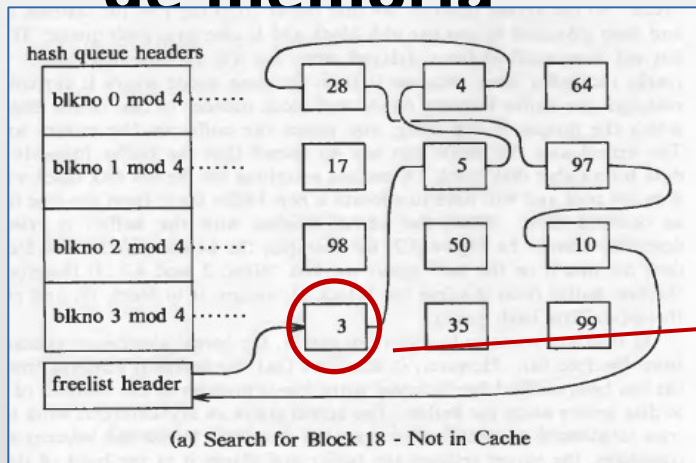 de memoria
hash queue headers
blkno 0 mod 4 ······· 28 4 64
blkno 1 mod 4 ······· 17 5 97
blkno 2 mod 4 ······· 98 50 10
blkno 3 mod 4 ······· 3 35 99
freelist header
(a) Search for Block 18 - Not in Cache